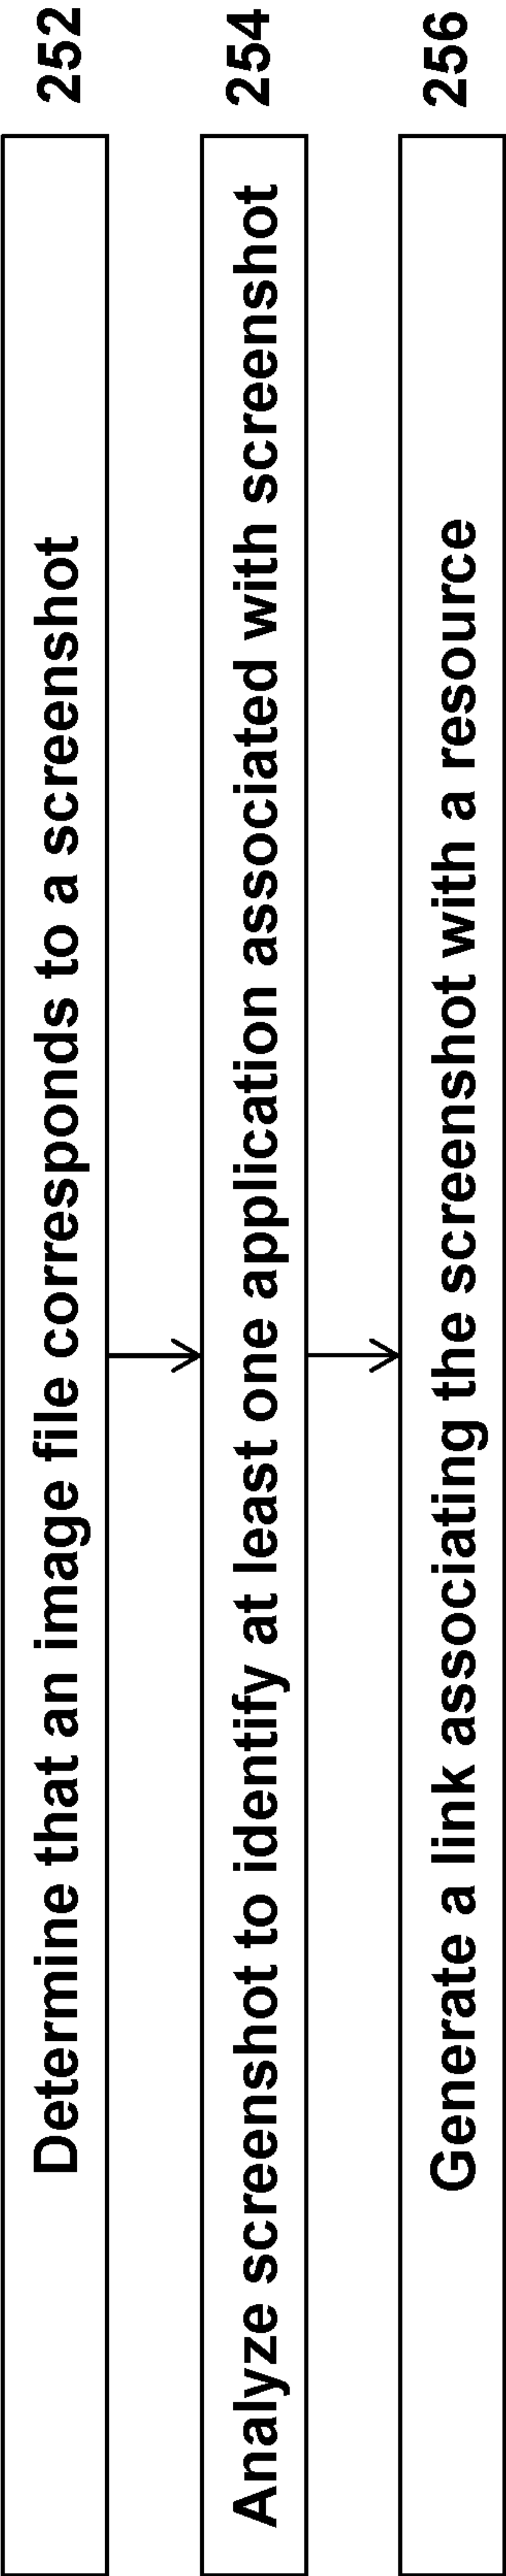 Determine that an image file corresponds to a screenshot 252
Analyze screenshot to identify at least one application associated with screenshot 254
Generate a link associating the screenshot with a resource 256